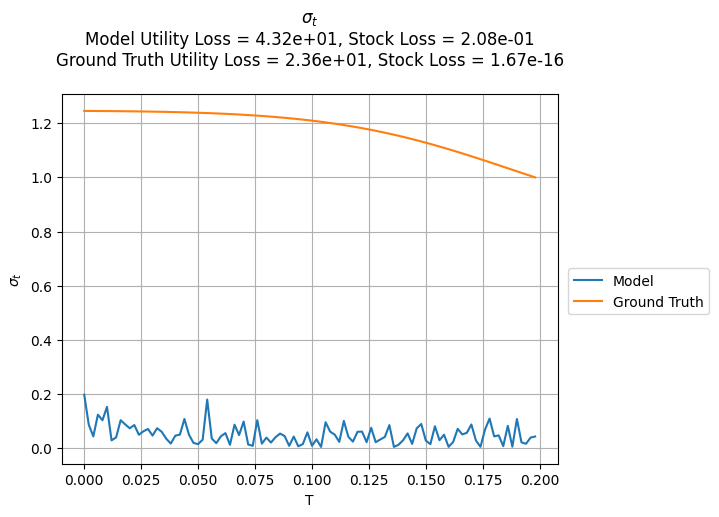 σt
Model Utility Loss = 4.32e+01, Stock Loss = 2.08e-01
Ground Truth Utility Loss = 2.36e+01, Stock Loss = 1.67e-16
1.2
1.0
0.8
0.6
0.4
0.2
0.0
σt
0.000 0.025 0.050 0.075 0.100 0.125 0.150 0.175 0.200
T
Model
Ground Truth